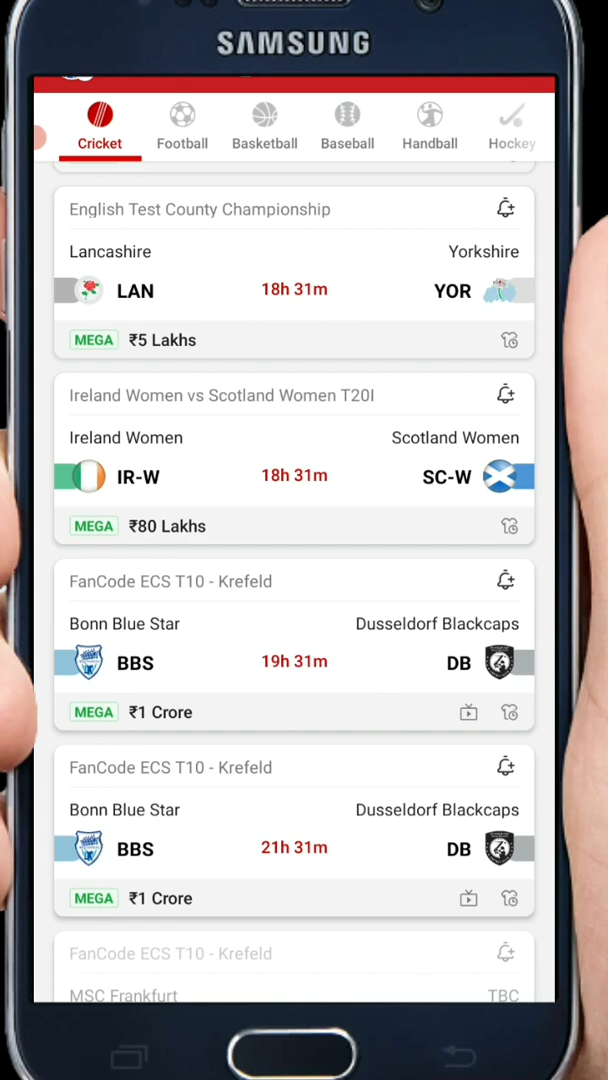 SAMSUNG
Cricket Football Basketball Baseball Handball Hockey
English Test County Championship
Lancashire Yorkshire
LAN 18h 31m YOR
MEGA ₹5 Lakhs
Ireland Women vs Scotland Women T20I
Ireland Women Scotland Women
IR-W 18h 31m SC-W
MEGA ₹80 Lakhs
FanCode ECS T10 - Krefeld
Bonn Blue Star Dusseldorf Blackcaps
BBS 19h 31m DB
MEGA ₹1 Crore
FanCode ECS T10 - Krefeld
Bonn Blue Star Dusseldorf Blackcaps
BBS 21h 31m DB
MEGA ₹1 Crore
FanCode ECS T10 - Krefeld
MSC Frankfurt TBC